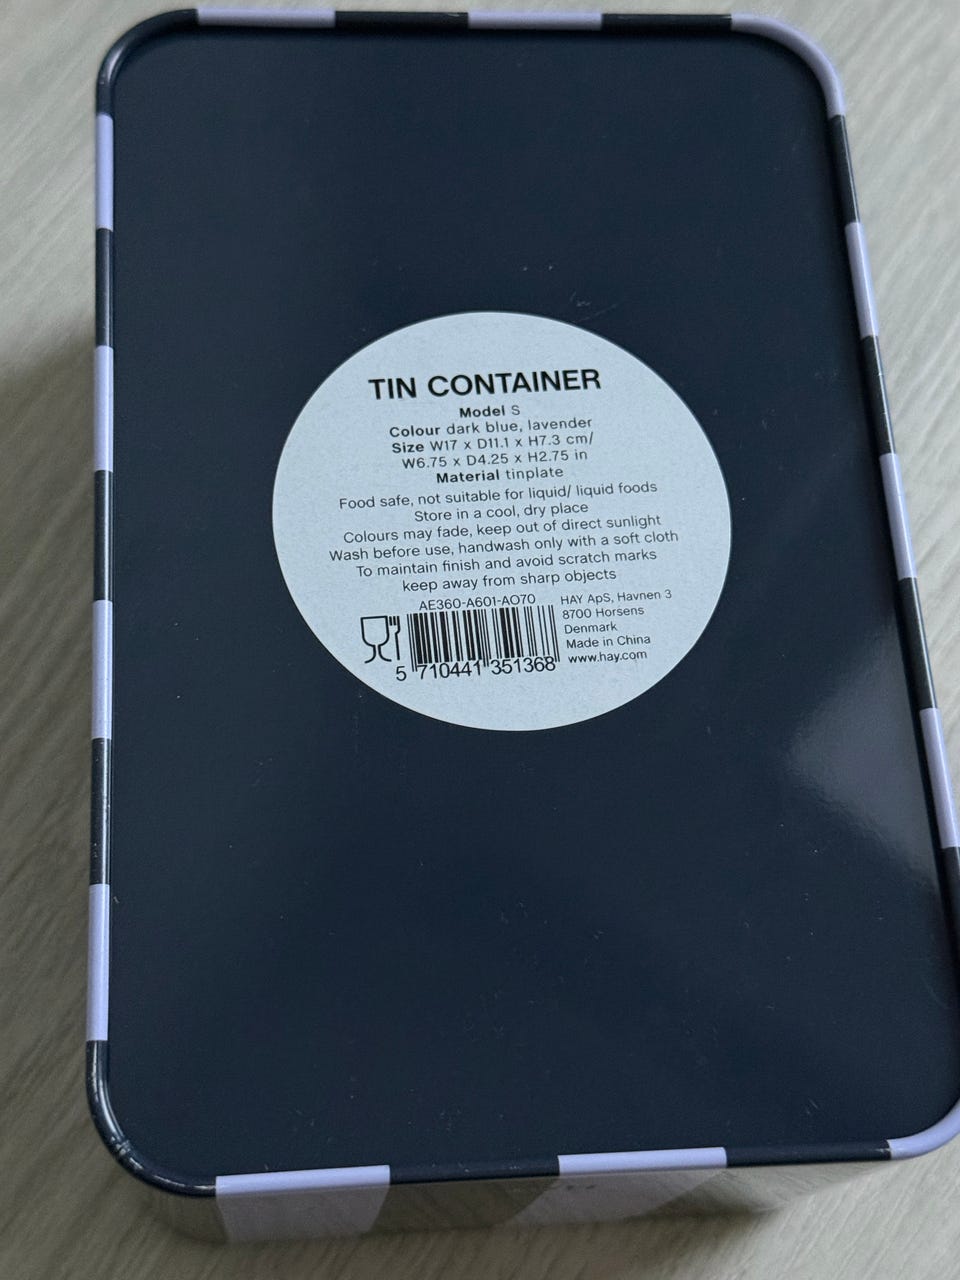 TIN CONTAINER
Model S
Colour dark blue, lavender
Size W17 x D11.1 x H7.3 cm/
W6.75 x D4.25 x H2.75 in
Material tinplate
Food safe, not suitable for liquid/ liquid foods
Store in a cool, dry place
Colours may fade, keep out of direct sunlight
Wash before use, handwash only with a soft cloth
To maintain finish and avoid scratch marks
keep away from sharp objects
AE360-A601-AO70
5 710441 351368
HAY ApS, Havnen 3
8700 Horsens
Denmark
Made in China
www.hay.com